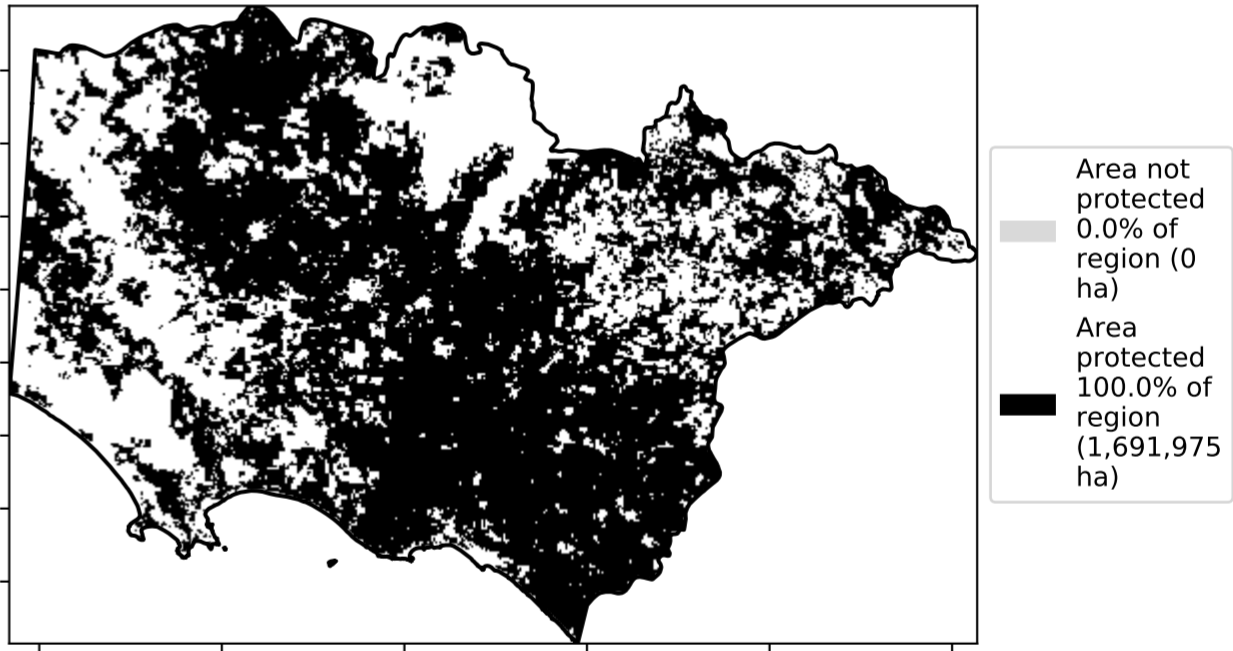 Area not
protected
0.0% of
region (0
ha)
Area
protected
100.0% of
region
(1,691,975
ha)